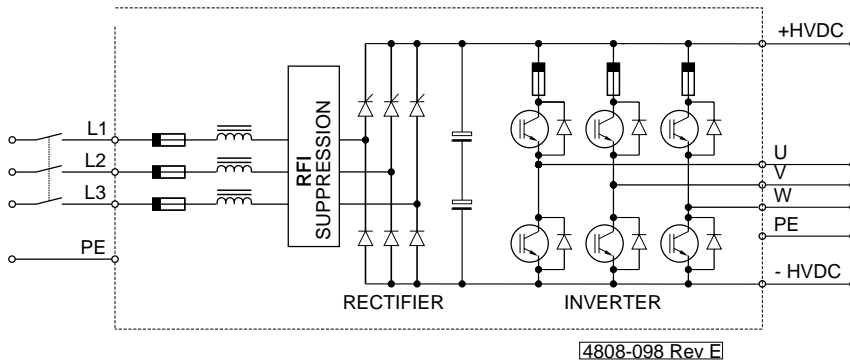 +HVDC
L1
L2
L3
PE
RFI
SUPPRESSION
U
V
W
PE
- HVDC
RECTIFIER
INVERTER
4808-098 Rev E